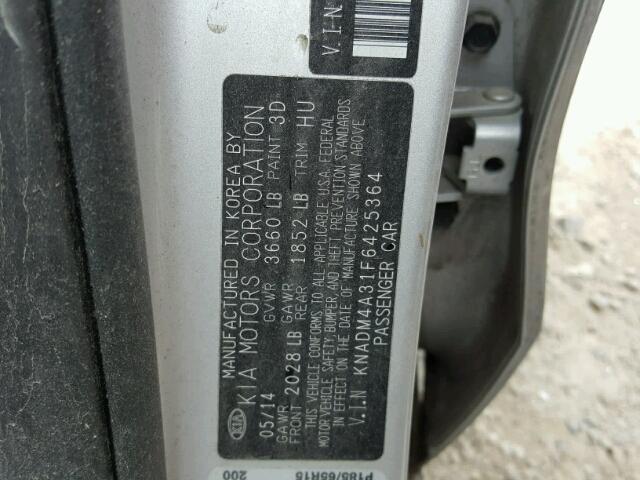 V.I.N
MANUFACTURED IN KOREA BY
KIA MOTORS CORPORATION
05/14 GVWR 3660 LB PAINT 3D
GAWR FRONT 2028 LB GAWR REAR 1852 LB TRIM HU
THIS VEHICLE CONFORMS TO ALL APPLICABLE U.S.A. FEDERAL
MOTOR VEHICLE SAFETY, BUMPER, AND THEFT PREVENTION STANDARDS
IN EFFECT ON THE DATE OF MANUFACTURE SHOWN ABOVE.
V.I.N KNADM4A31F6425364
PASSENGER CAR
KIA
P185/65R15
200